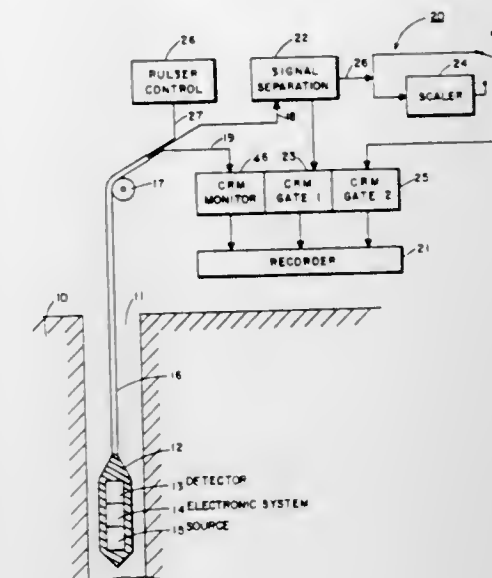 26
22
20
PULSER
CONTROL
SIGNAL
SEPARATION
26
24
SCALER
27
18
19
46
23
17
CRM
MONITOR
CRM
GATE 1
CRM
GATE 2
25
RECORDER
21
10
11
16
12
13 DETECTOR
14 ELECTRONIC SYSTEM
15 SOURCE